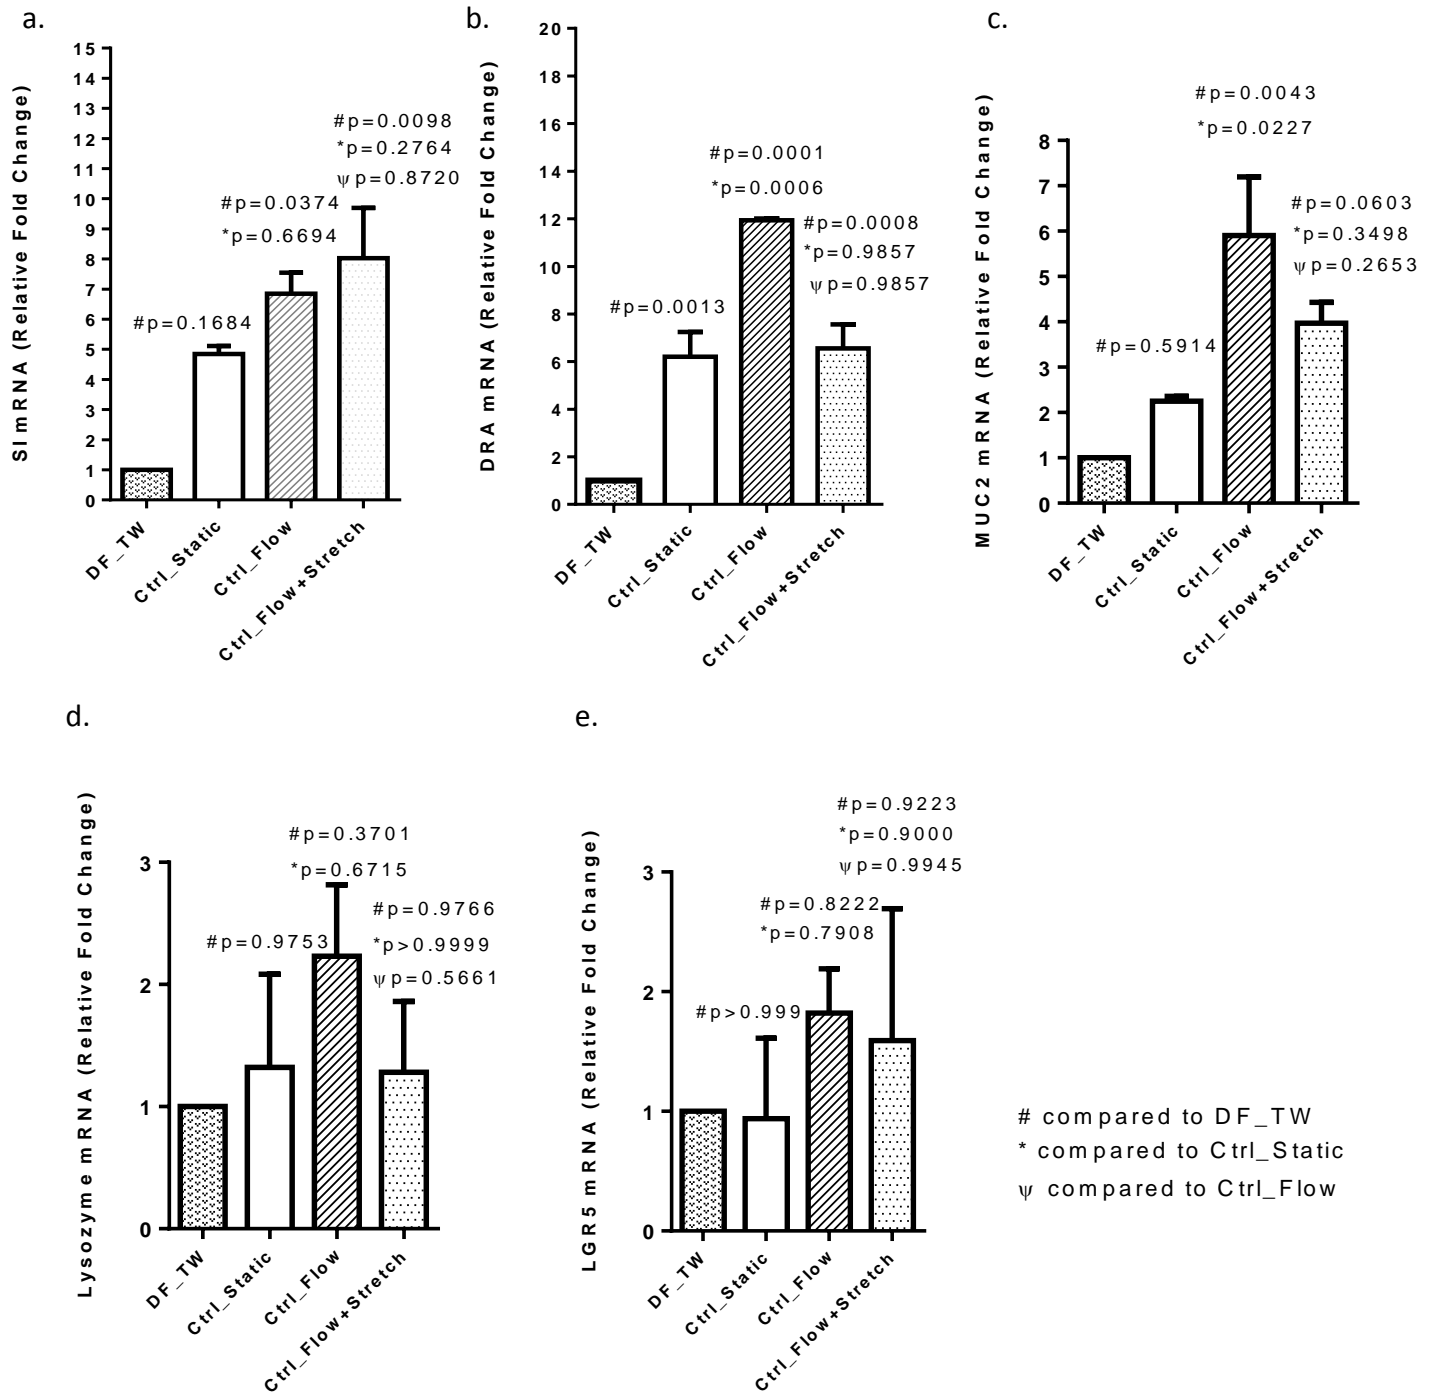 a.
SI mRNA (Relative Fold Change)
15
14
13
12
11
10
9
8
7
6
5
4
3
2
1
0
#p=0.1684
#p=0.0374
*p=0.6694
#p=0.0098
*p=0.2764
ψp=0.8720
DF_TW
Ctrl_Static
Ctrl_Flow
Ctrl_Flow+Stretch
b.
DRA mRNA (Relative Fold Change)
20
18
16
14
12
10
8
6
4
2
0
#p=0.0013
#p=0.0001
*p=0.0006
#p=0.0008
*p=0.9857
ψp=0.9857
DF_TW
Ctrl_Static
Ctrl_Flow
Ctrl_Flow+Stretch
c.
MUC2 mRNA (Relative Fold Change)
8
7
6
5
4
3
2
1
0
#p=0.5914
#p=0.0043
*p=0.0227
#p=0.0603
*p=0.3498
ψp=0.2653
DF_TW
Ctrl_Static
Ctrl_Flow
Ctrl_Flow+Stretch
d.
Lysozyme mRNA (Relative Fold Change)
3
2
1
0
#p=0.9753
#p=0.3701
*p=0.6715
#p=0.9766
*p>0.9999
ψp=0.5661
DF_TW
Ctrl_Static
Ctrl_Flow
Ctrl_Flow+Stretch
e.
LGR5 mRNA (Relative Fold Change)
3
2
1
0
#p>0.999
#p=0.8222
*p=0.7908
#p=0.9223
*p=0.9000
ψp=0.9945
DF_TW
Ctrl_Static
Ctrl_Flow
Ctrl_Flow+Stretch
# compared to DF_TW
* compared to Ctrl_Static
ψ compared to Ctrl_Flow